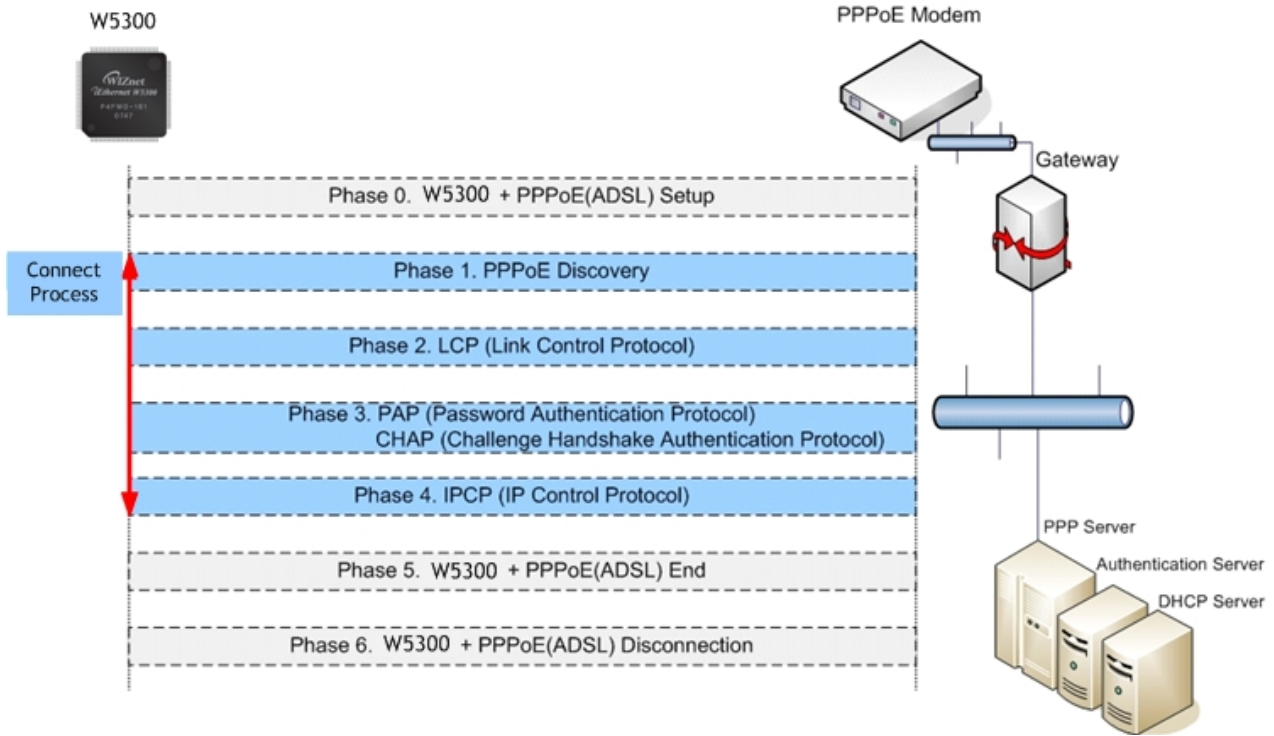 W5300
PPPoE Modem
WIZnet
iEthernet W5300
Gateway
Phase 0. W5300 + PPPoE(ADSL) Setup
Connect
Process
Phase 1. PPPoE Discovery
Phase 2. LCP (Link Control Protocol)
Phase 3. PAP (Password Authentication Protocol)
CHAP (Challenge Handshake Authentication Protocol)
Phase 4. IPCP (IP Control Protocol)
PPP Server
Authentication Server
DHCP Server
Phase 5. W5300 + PPPoE(ADSL) End
Phase 6. W5300 + PPPoE(ADSL) Disconnection